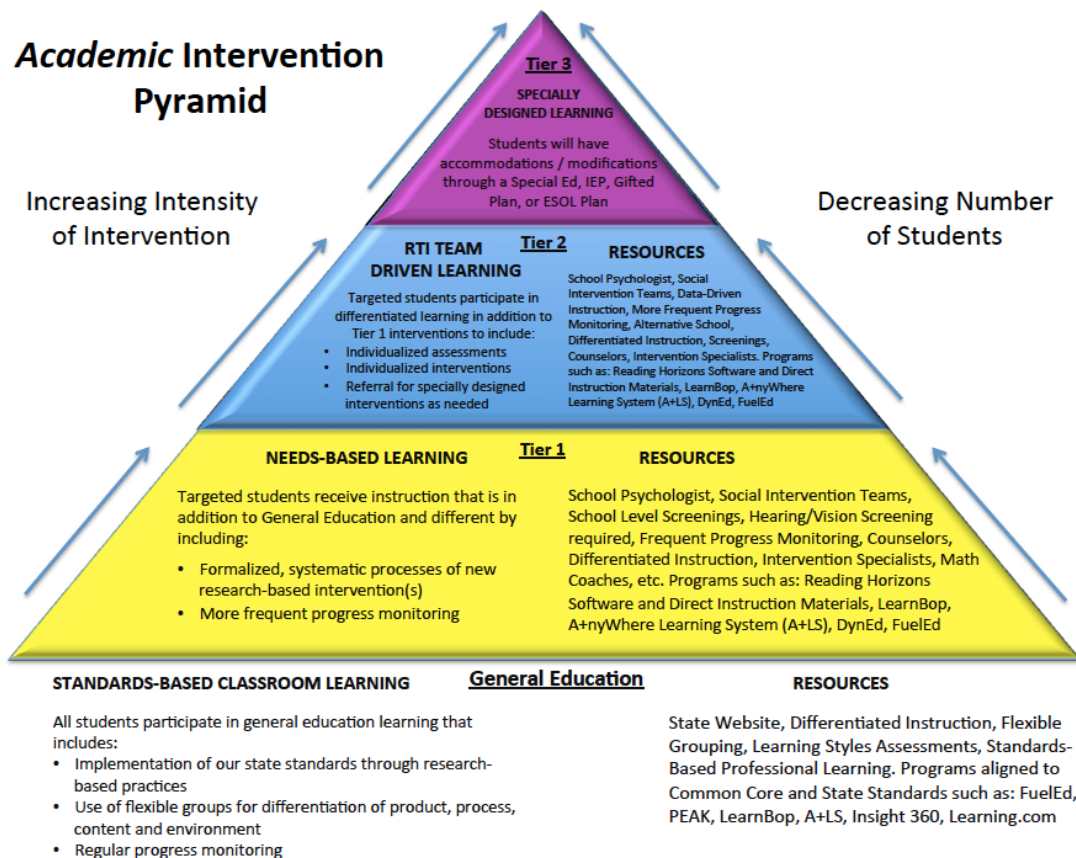 Academic Intervention
Pyramid
Increasing Intensity
of Intervention
Decreasing Number
of Students
Tier 3
SPECIALLY
DESIGNED LEARNING
Students will have
accommodations / modifications
through a Special Ed, IEP, Gifted
Plan, or ESOL Plan
Tier 2
RTI TEAM
DRIVEN LEARNING
Targeted students participate in
differentiated learning in addition to
Tier 1 interventions to include:
• Individualized assessments
• Individualized interventions
• Referral for specially designed
interventions as needed
RESOURCES
School Psychologist, Social
Intervention Teams, Data-Driven
Instruction, More Frequent Progress
Monitoring, Alternative School,
Differentiated Instruction, Screenings,
Counselors, Intervention Specialists. Programs
such as: Reading Horizons Software and Direct
Instruction Materials, LearnBop, A+nyWhere
Learning System (A+LS), DynEd, FuelEd
Tier 1
NEEDS-BASED LEARNING
Targeted students receive instruction that is in
addition to General Education and different by
including:
• Formalized, systematic processes of new
research-based intervention(s)
• More frequent progress monitoring
RESOURCES
School Psychologist, Social Intervention Teams,
School Level Screenings, Hearing/Vision Screening
required, Frequent Progress Monitoring, Counselors,
Differentiated Instruction, Intervention Specialists, Math
Coaches, etc. Programs such as: Reading Horizons
Software and Direct Instruction Materials, LearnBop,
A+nyWhere Learning System (A+LS), DynEd, FuelEd
General Education
STANDARDS-BASED CLASSROOM LEARNING
All students participate in general education learning that
includes:
• Implementation of our state standards through research-
based practices
• Use of flexible groups for differentiation of product, process,
content and environment
• Regular progress monitoring
RESOURCES
State Website, Differentiated Instruction, Flexible
Grouping, Learning Styles Assessments, Standards-
Based Professional Learning. Programs aligned to
Common Core and State Standards such as: FuelEd,
PEAK, LearnBop, A+LS, Insight 360, Learning.com